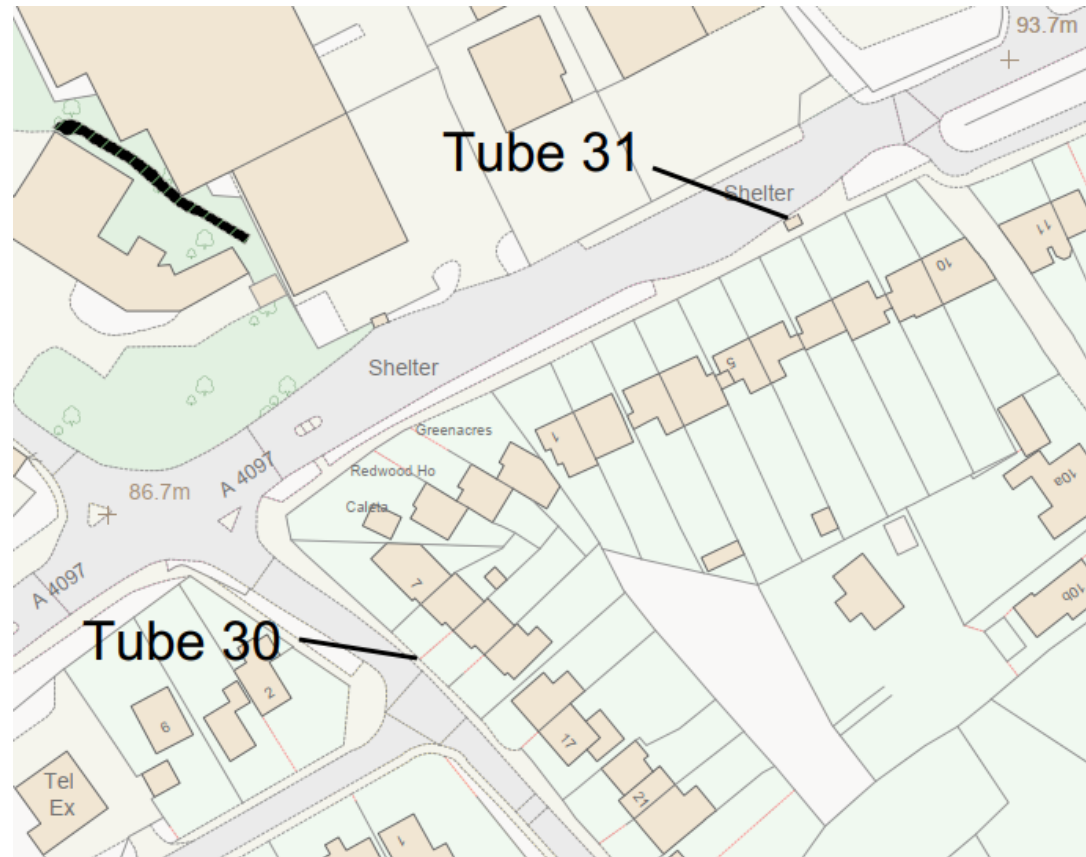 93.7m
Tube 31
Shelter
11
10
5
Shelter
Greenacres
1
Redwood Ho
A 4097
86.7m
Caleta
10a
7
A 4097
10b
Tube 30
2
6
17
Tel
Ex
21
1